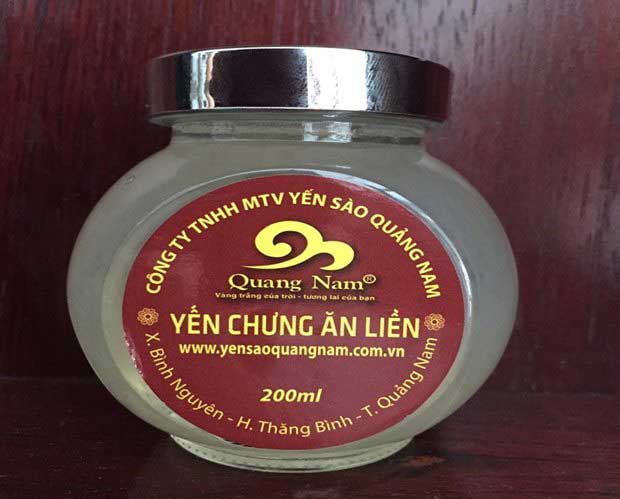 CÔNG TY TNHH MTV YẾN SÀO QUẢNG NAM
Quang Nam®
Vàng trắng của trời - tương lai của bạn
YẾN CHƯNG ĂN LIỀN
www.yensaoquangnam.com.vn
200ml
X. Bình Nguyên - H. Thăng Bình - T. Quảng Nam